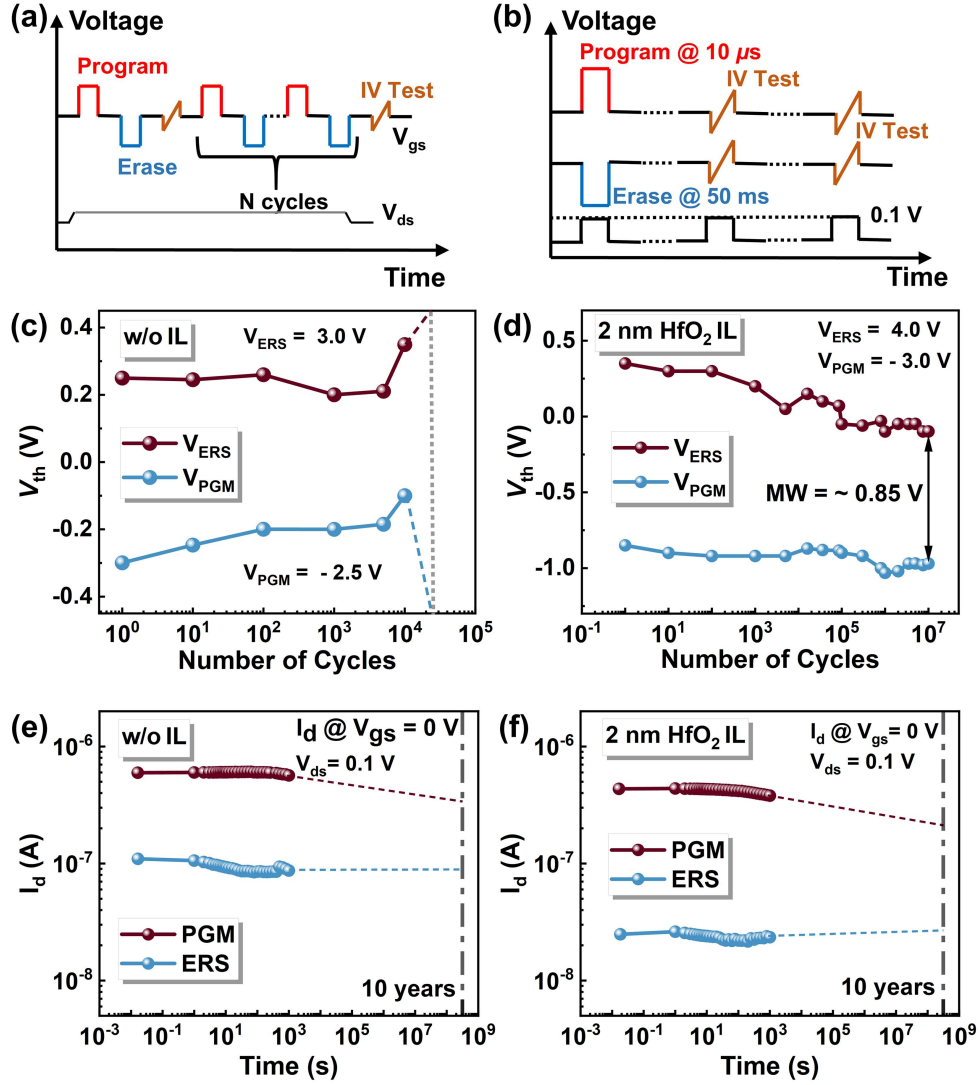 (a)
Voltage
Program
IV Test
V_gs
Erase
N cycles
V_ds
Time
(b)
Voltage
Program @ 10 µs
IV Test
IV Test
Erase @ 50 ms
0.1 V
Time
(c)
w/o IL
V_ERS = 3.0 V
V_ERS
V_PGM
V_PGM = - 2.5 V
V_th (V)
0.4
0.2
0.0
-0.2
-0.4
10^0 10^1 10^2 10^3 10^4 10^5
Number of Cycles
(d)
2 nm HfO_2 IL
V_ERS = 4.0 V
V_PGM = - 3.0 V
V_ERS
V_PGM
MW = ~ 0.85 V
V_th (V)
0.5
0.0
-0.5
-1.0
10^-1 10^1 10^3 10^5 10^7
Number of Cycles
(e)
w/o IL
I_d @ V_gs = 0 V
V_ds = 0.1 V
PGM
ERS
10 years
I_d (A)
10^-6
10^-7
10^-8
10^-3 10^-1 10^1 10^3 10^5 10^7 10^9
Time (s)
(f)
2 nm HfO_2 IL
I_d @ V_gs = 0 V
V_ds = 0.1 V
PGM
ERS
10 years
I_d (A)
10^-6
10^-7
10^-8
10^-3 10^-1 10^1 10^3 10^5 10^7 10^9
Time (s)